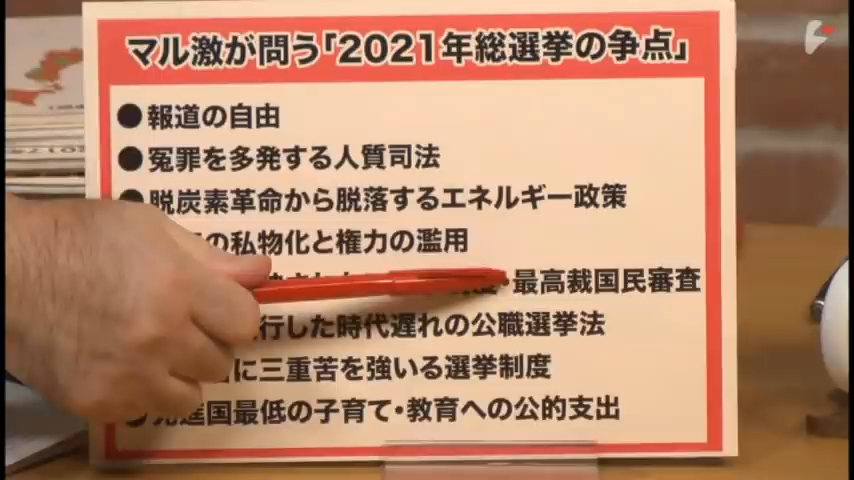 マル激が問う「2021年総選挙の争点」
●報道の自由
●冤罪を多発する人質司法
●脱炭素革命から脱落するエネルギー政策
の私物化と権力の濫用
・最高裁国民審査
行した時代遅れの公職選挙法
に三重苦を強いる選挙制度
●先進国最低の子育て・教育への公的支出